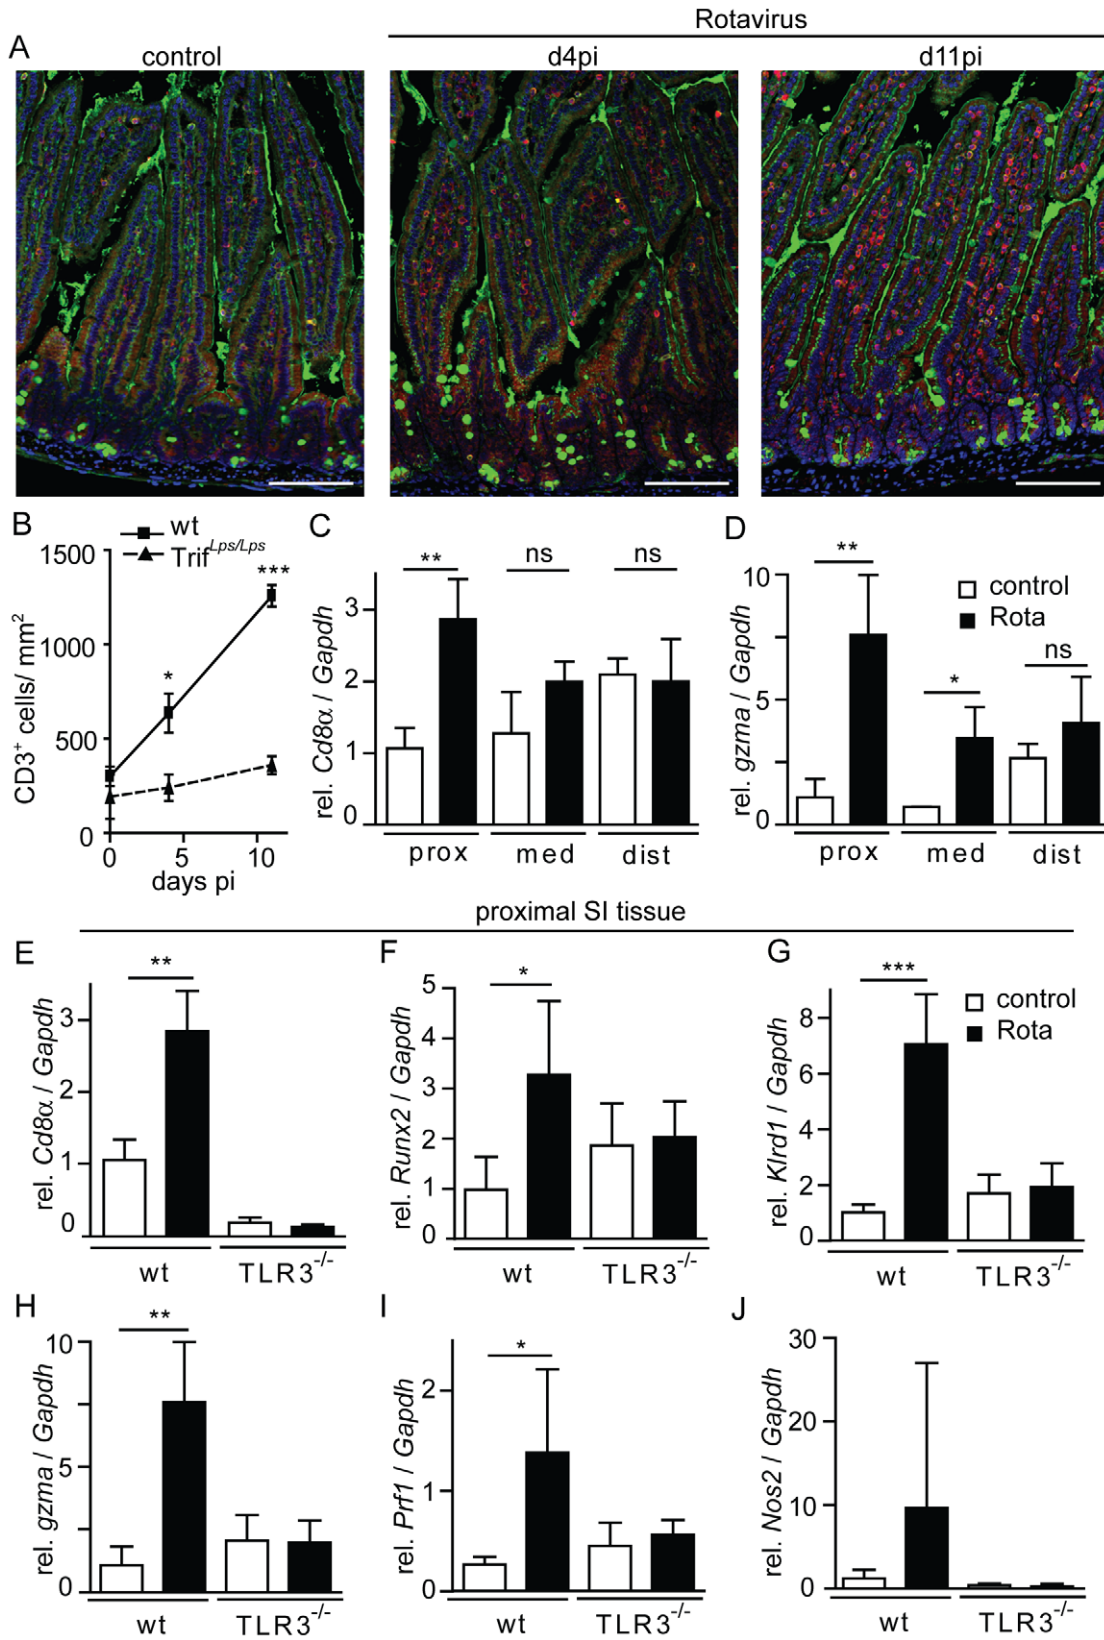 Rotavirus
A
control
d4pi
d11pi
B
wt
Trif^Lps/Lps
1500
1000
500
0
CD3⁺ cells/ mm²
***
*
0
5
10
days pi
C
**
ns
ns
3
2
1
0
rel. Cd8α / Gapdh
prox
med
dist
D
**
control
Rota
*
ns
10
5
0
rel. gzma / Gapdh
prox
med
dist
proximal SI tissue
E
**
3
2
1
0
rel. Cd8α / Gapdh
wt
TLR3⁻/⁻
F
*
5
4
3
2
1
0
rel. Runx2 / Gapdh
wt
TLR3⁻/⁻
G
***
control
Rota
8
6
4
2
0
rel. Klrd1 / Gapdh
wt
TLR3⁻/⁻
H
**
10
5
0
rel. gzma / Gapdh
wt
TLR3⁻/⁻
I
*
2
1
0
rel. Prf1 / Gapdh
wt
TLR3⁻/⁻
J
30
20
10
0
rel. Nos2 / Gapdh
wt
TLR3⁻/⁻